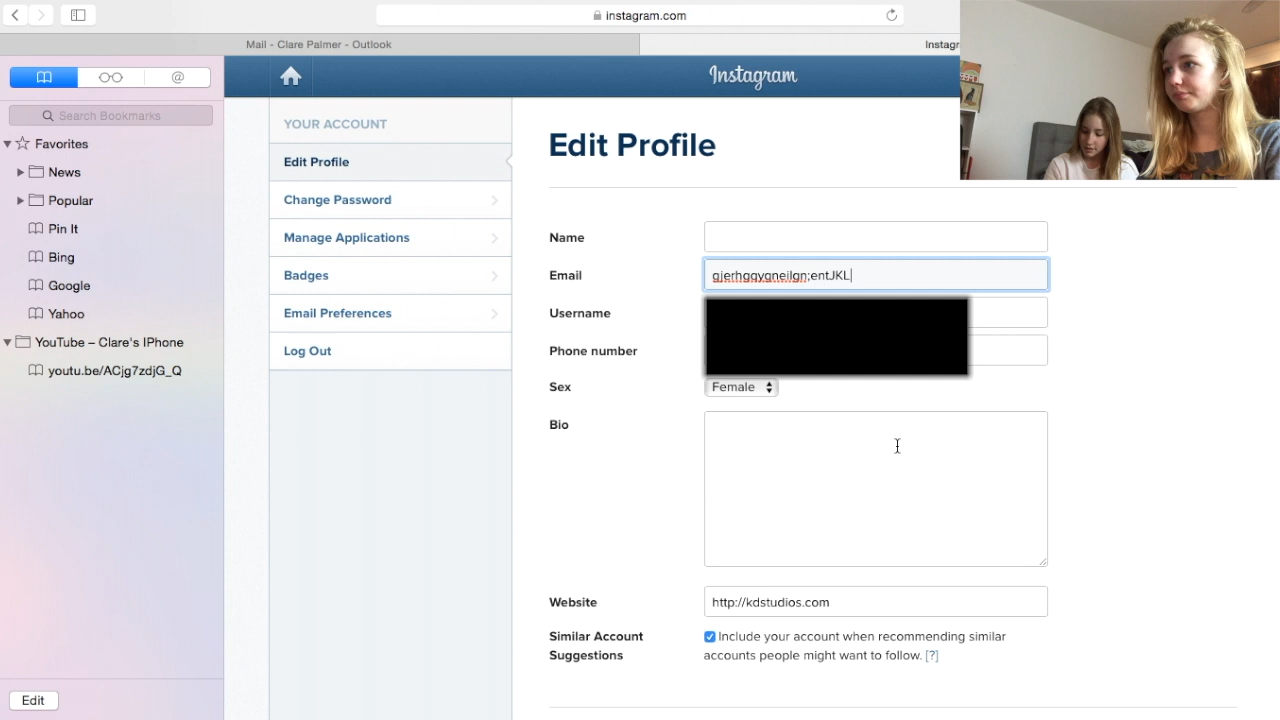 instagram.com
Mail - Clare Palmer - Outlook
Instagr
@
Search Bookmarks
Favorites
News
Popular
Pin It
Bing
Google
Yahoo
YouTube – Clare's IPhone
youtu.be/ACjg7zdjG_Q
Edit
Instagram
YOUR ACCOUNT
Edit Profile
Change Password
Manage Applications
Badges
Email Preferences
Log Out
Edit Profile
Name
Email gjerhgqygneilgn;entJKL
Username
Phone number
Sex Female
Bio
Website http://kdstudios.com
Similar Account Suggestions
Include your account when recommending similar
accounts people might want to follow. [?]